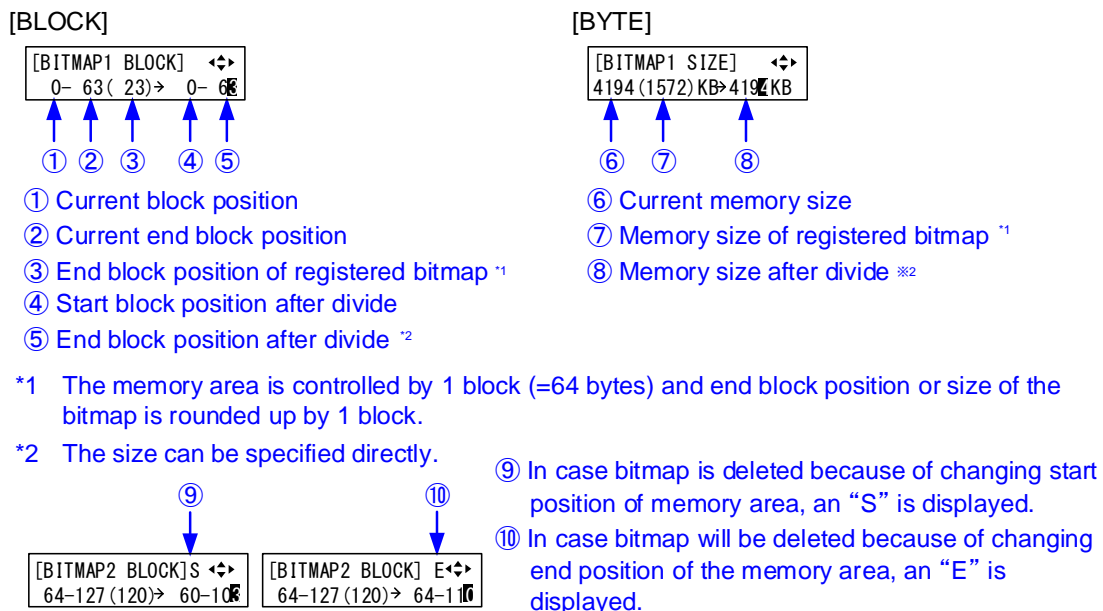 [BLOCK]
[BITMAP1 BLOCK]
0- 63( 23)→ 0- 63
① ② ③ ④ ⑤
① Current block position
② Current end block position
③ End block position of registered bitmap *1
④ Start block position after divide
⑤ End block position after divide *2
[BYTE]
[BITMAP1 SIZE]
4194(1572)KB→4194KB
⑥ ⑦ ⑧
⑥ Current memory size
⑦ Memory size of registered bitmap *1
⑧ Memory size after divide ※2
*1 The memory area is controlled by 1 block (=64 bytes) and end block position or size of the
bitmap is rounded up by 1 block.
*2 The size can be specified directly.
⑨
[BITMAP2 BLOCK]S
64-127(120)→ 60-103
⑩
[BITMAP2 BLOCK] E
64-127(120)→ 64-110
⑨ In case bitmap is deleted because of changing start
position of memory area, an “S” is displayed.
⑩ In case bitmap will be deleted because of changing
end position of the memory area, an “E” is
displayed.